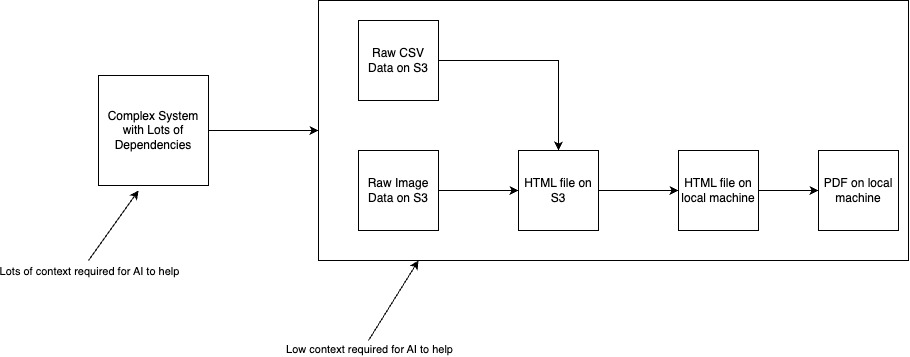 Raw CSV
Data on S3
Complex System
with Lots of
Dependencies
Raw Image
Data on S3
HTML file on
S3
HTML file on
local machine
PDF on local
machine
Lots of context required for AI to help
Low context required for AI to help